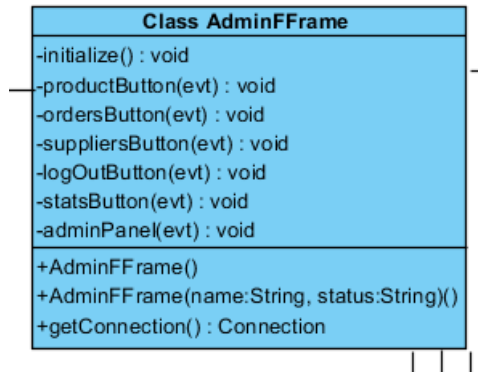 Class AdminFFrame
-initialize() : void
-productButton(evt) : void
-ordersButton(evt) : void
-suppliersButton(evt) : void
-logOutButton(evt) : void
-statsButton(evt) : void
-adminPanel(evt) : void
+AdminFFrame()
+AdminFFrame(name:String, status:String)()
+getConnection() : Connection